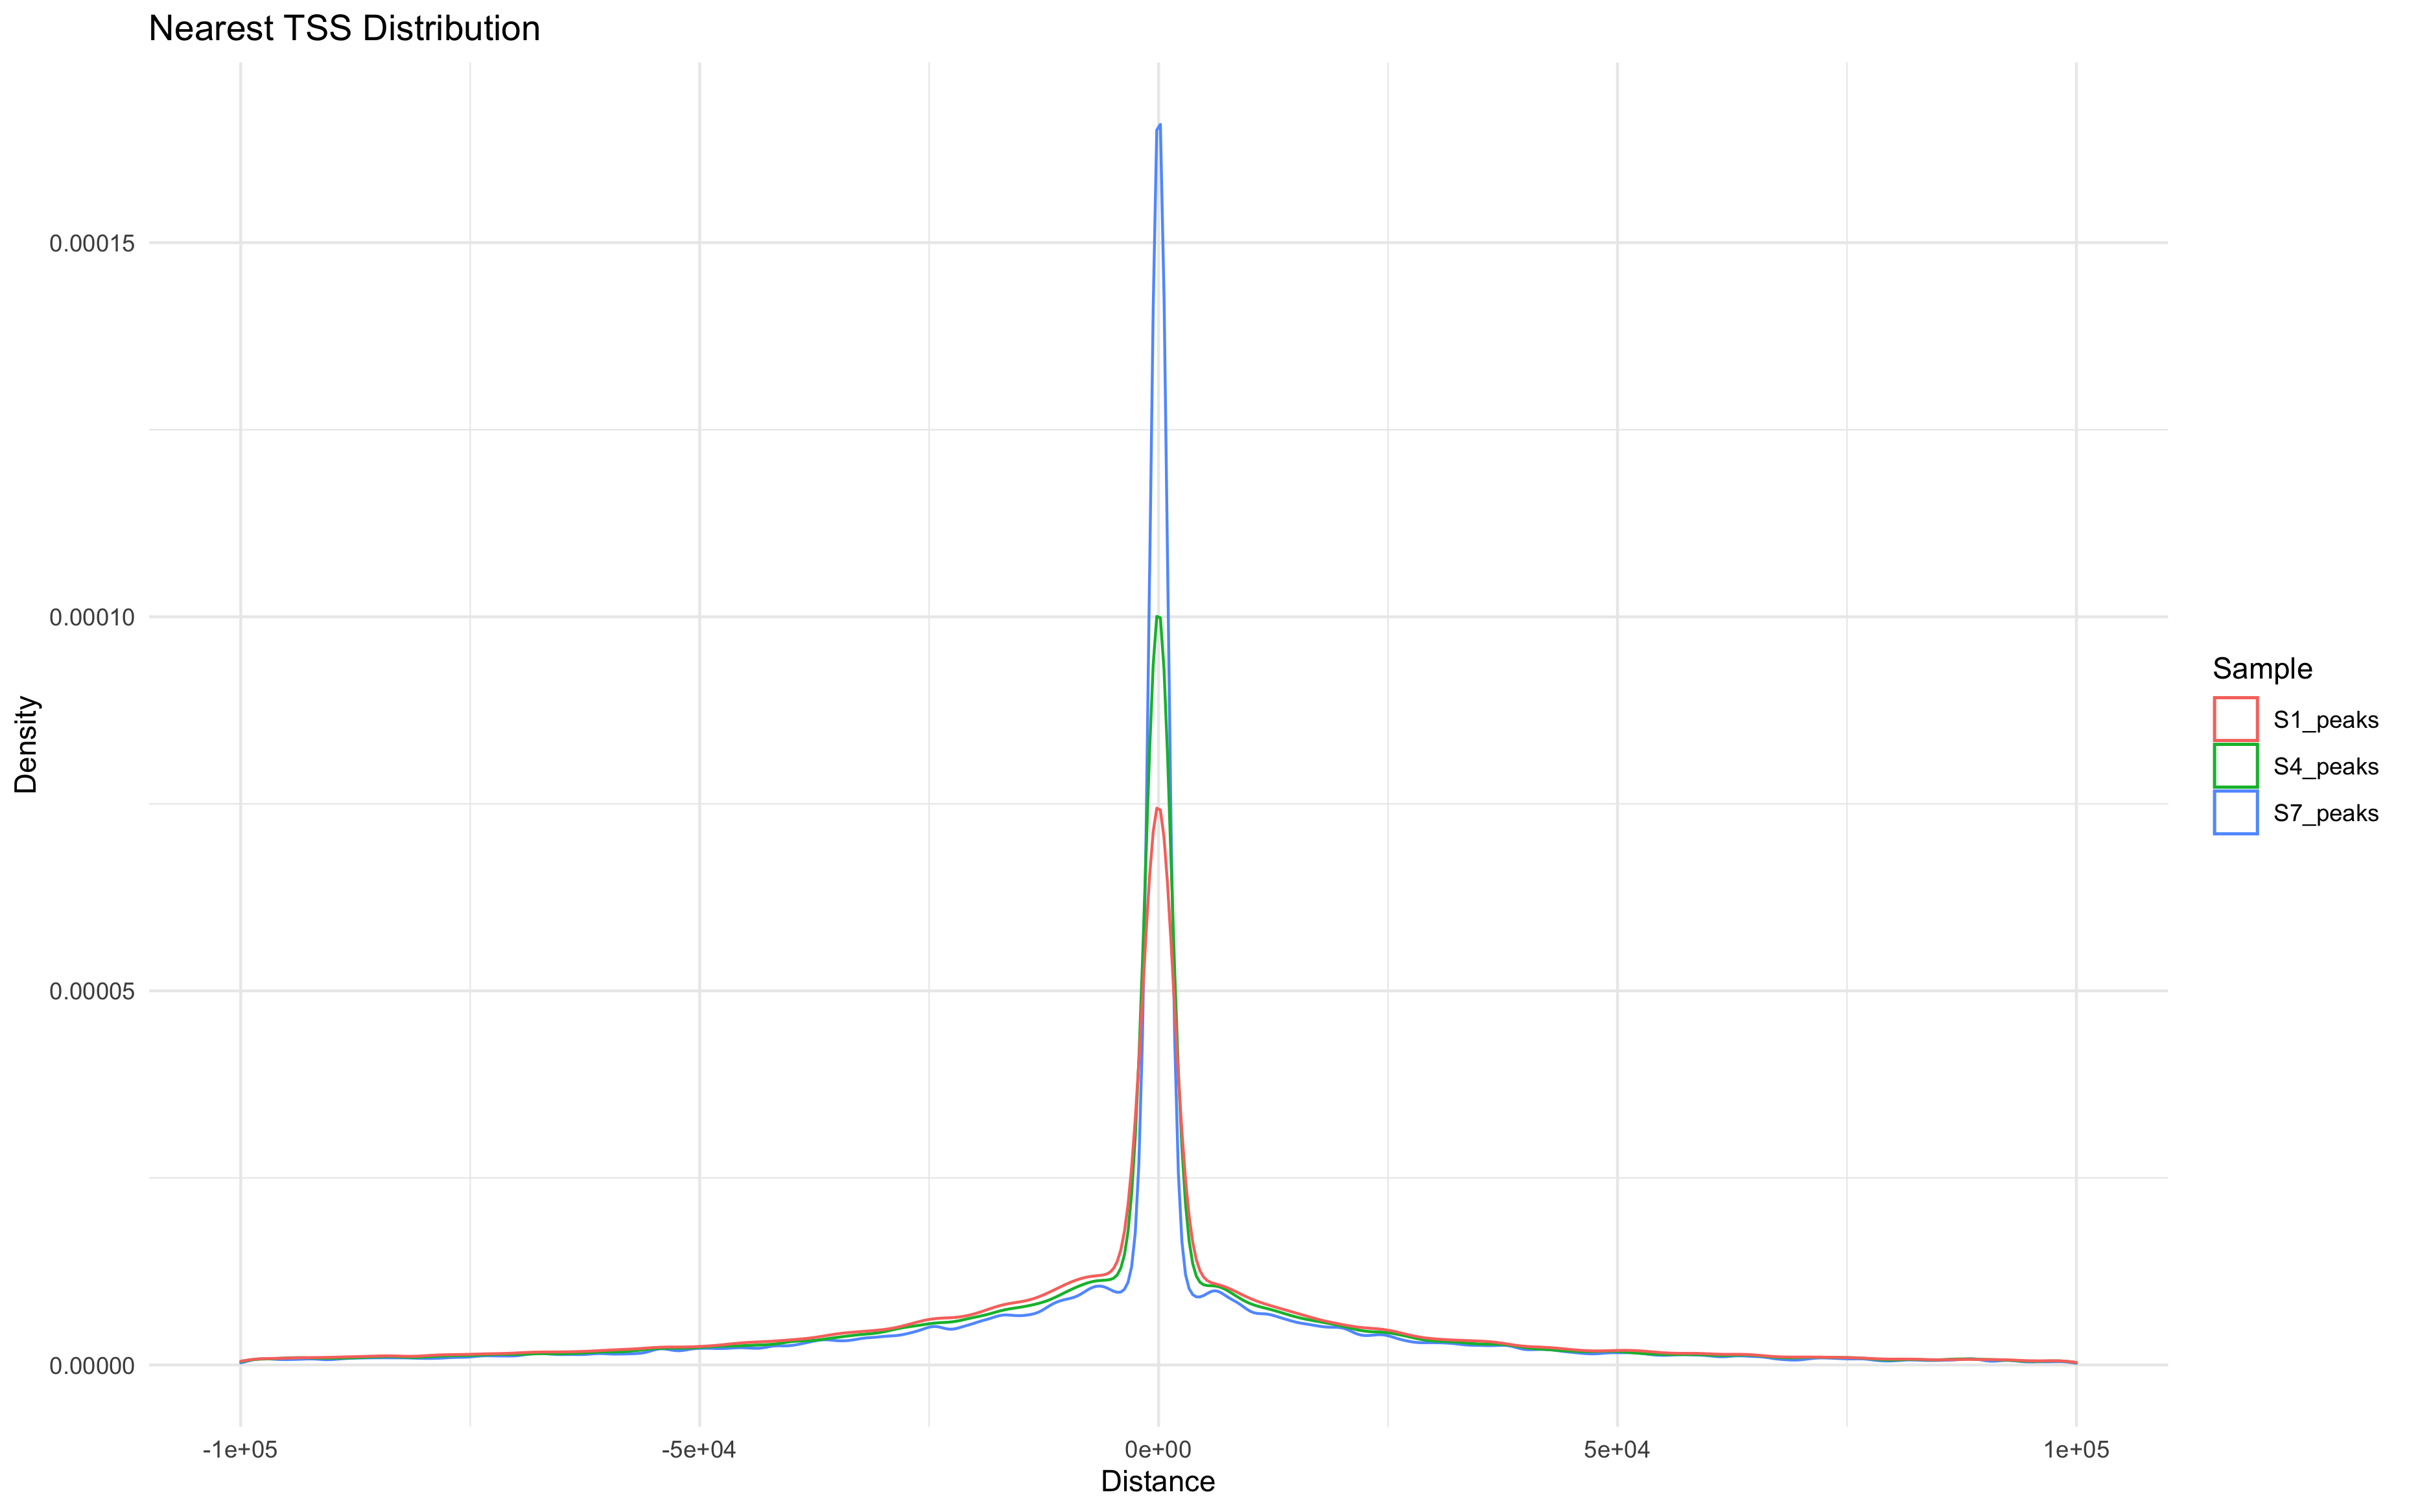 Nearest TSS Distribution
0.00015
0.00010
0.00005
0.00000
Density
-1e+05
-5e+04
0e+00
5e+04
1e+05
Distance
Sample
S1_peaks
S4_peaks
S7_peaks